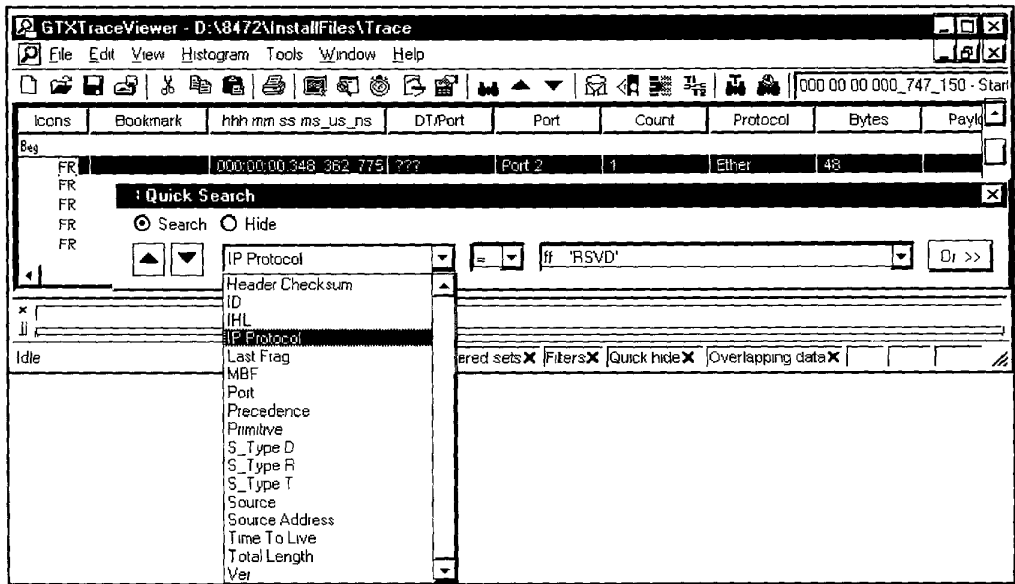 GTXTraceViewer - D:\8472\InstallFiles\Trace
File Edit View Histogram Tools Window Help
000 00 00 000_747_150 - Start
Icons Bookmark hhh mm ss ms_us_ns DT/Port Port Count Protocol Bytes Paylo
Beg
FR 000:00:00.348_362_775 ??? Port 2 1 Ether 48
FR
FR
FR
FR
Quick Search
Search Hide
IP Protocol = ff 'RSVD' Or >>
Header Checksum
ID
IHL
IP Protocol
Last Frag
MBF
Port
Precedence
Primitive
S_Type D
S_Type R
S_Type T
Source
Source Address
Time To Live
Total Length
Ver
Idle ered sets Filters Quick hide Overlapping data